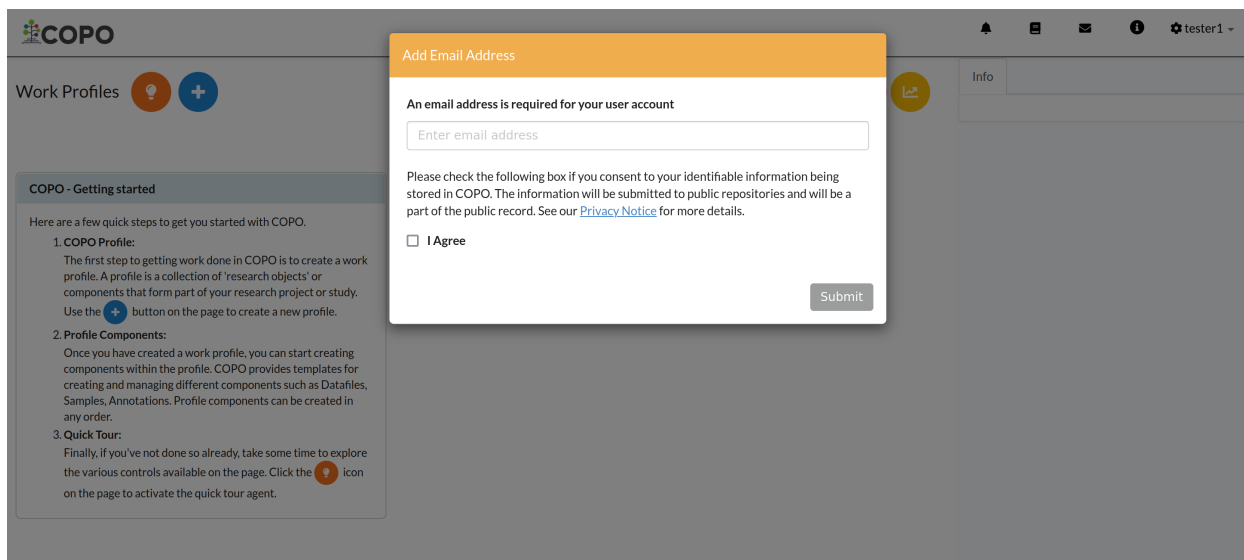 COPO
tester1
Work Profiles
Info
Add Email Address
An email address is required for your user account
Enter email address
Please check the following box if you consent to your identifiable information being
stored in COPO. The information will be submitted to public repositories and will be a
part of the public record. See our Privacy Notice for more details.
I Agree
Submit
COPO - Getting started
Here are a few quick steps to get you started with COPO.
1. COPO Profile:
The first step to getting work done in COPO is to create a work
profile. A profile is a collection of 'research objects' or
components that form part of your research project or study.
Use the button on the page to create a new profile.
2. Profile Components:
Once you have created a work profile, you can start creating
components within the profile. COPO provides templates for
creating and managing different components such as Datafiles,
Samples, Annotations. Profile components can be created in
any order.
3. Quick Tour:
Finally, if you've not done so already, take some time to explore
the various controls available on the page. Click the icon
on the page to activate the quick tour agent.